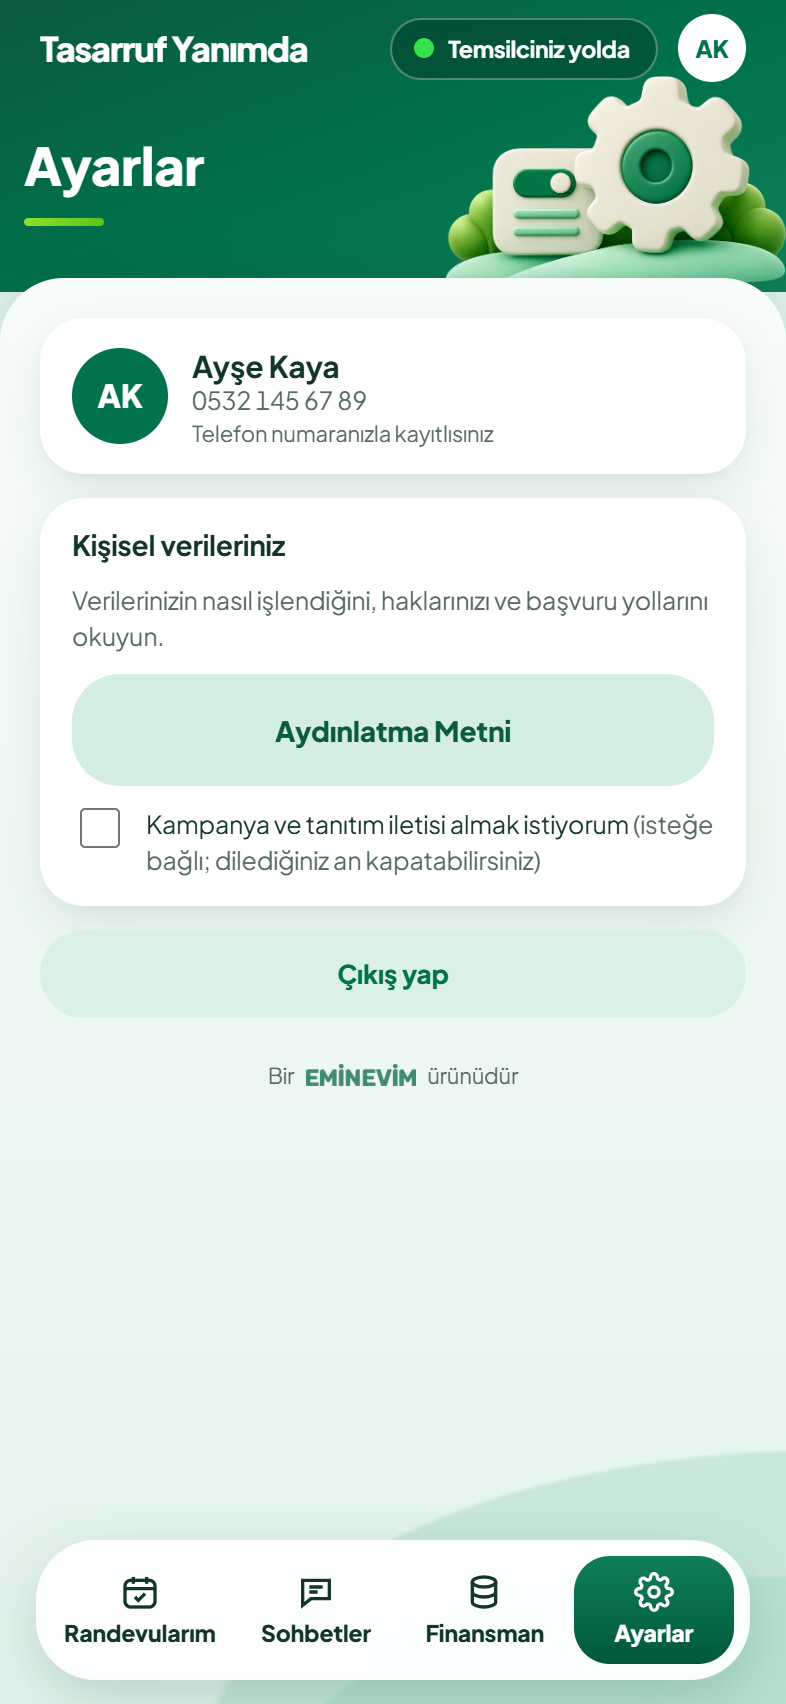 Tasarruf Yanımda
Temsilciniz yolda
AK
Ayarlar
AK
Ayşe Kaya
0532 145 67 89
Telefon numaranızla kayıtlısınız
Kişisel verileriniz
Verilerinizin nasıl işlendiğini, haklarınızı ve başvuru yollarını
okuyun.
Aydınlatma Metni
Kampanya ve tanıtım iletisi almak istiyorum (isteğe
bağlı; dilediğiniz an kapatabilirsiniz)
Çıkış yap
Bir EMİNEVİM ürünüdür
Randevularım
Sohbetler
Finansman
Ayarlar